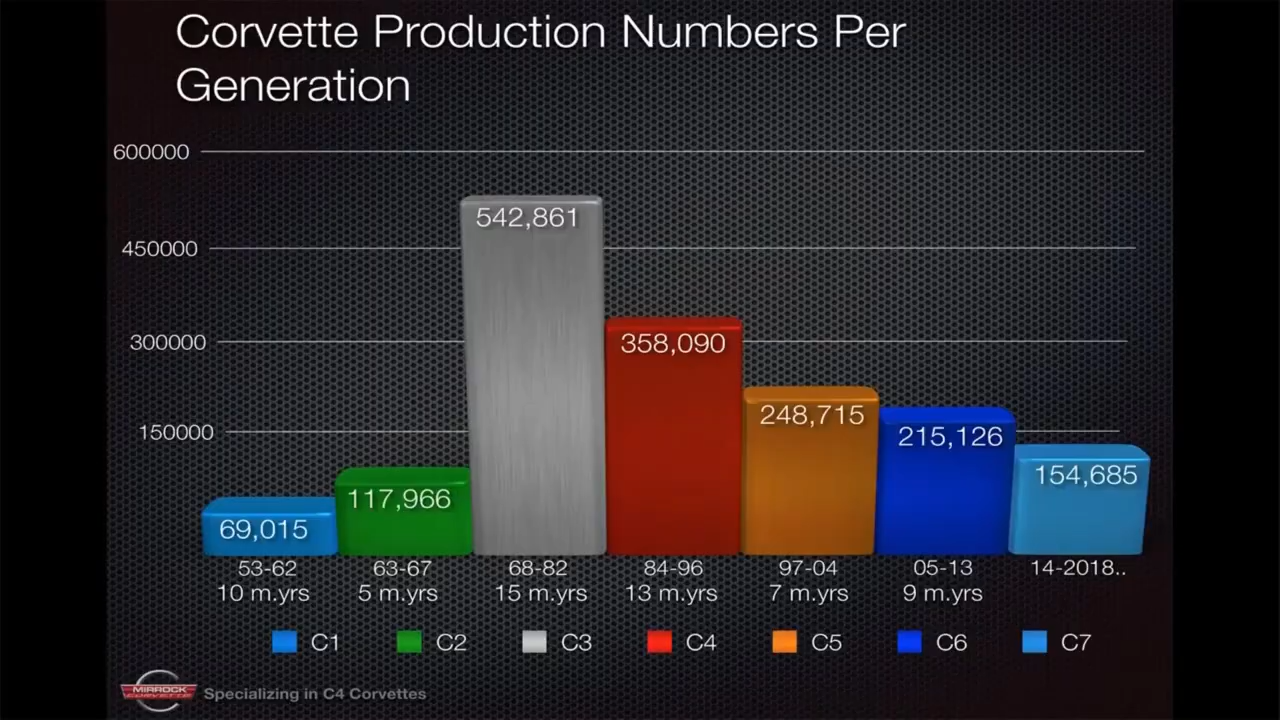 Corvette Production Numbers Per
Generation
600000
450000
300000
150000
542,861
358,090
248,715
215,126
154,685
117,966
69,015
53-62
10 m.yrs
63-67
5 m.yrs
68-82
15 m.yrs
84-96
13 m.yrs
97-04
7 m.yrs
05-13
9 m.yrs
14-2018..
C1
C2
C3
C4
C5
C6
C7
MIRROCK
CORVETTE
Specializing in C4 Corvettes